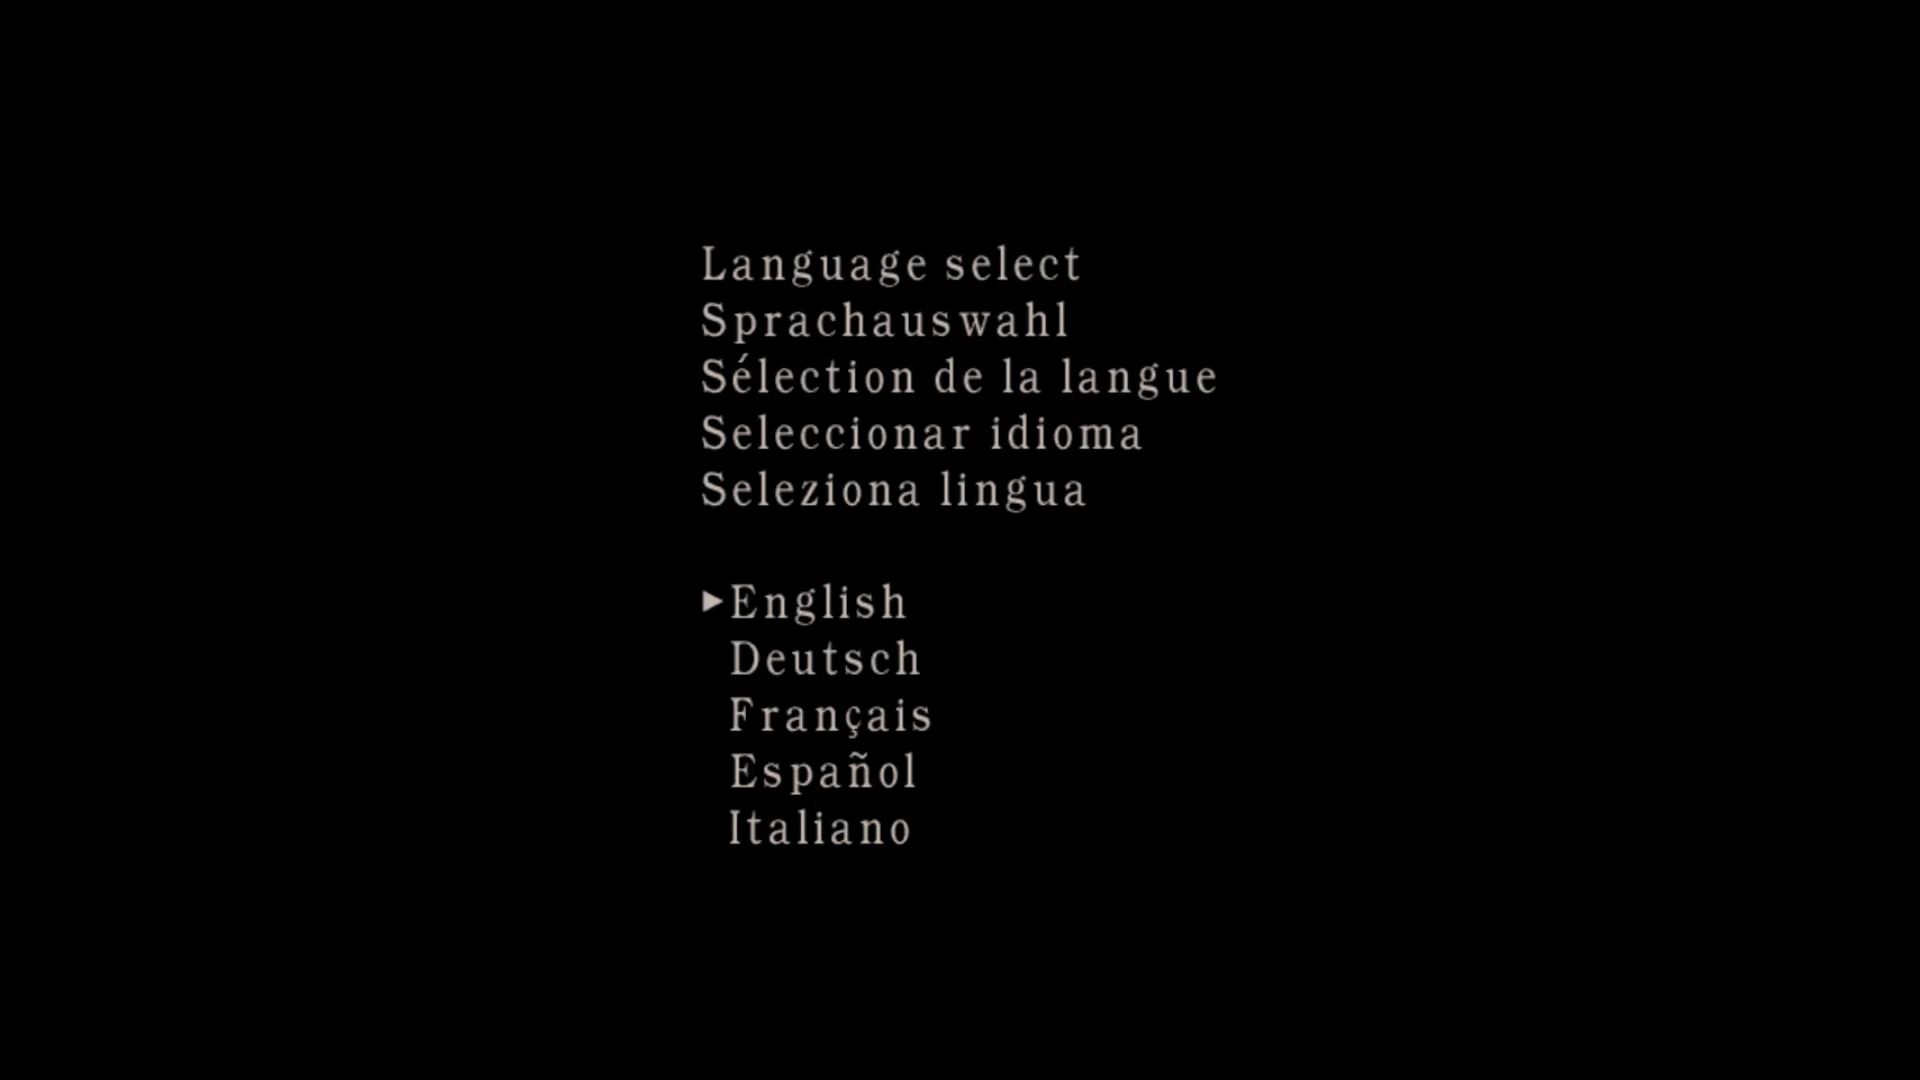 Language select
Sprachauswahl
Sélection de la langue
Seleccionar idioma
Seleziona lingua
▶English
Deutsch
Français
Español
Italiano